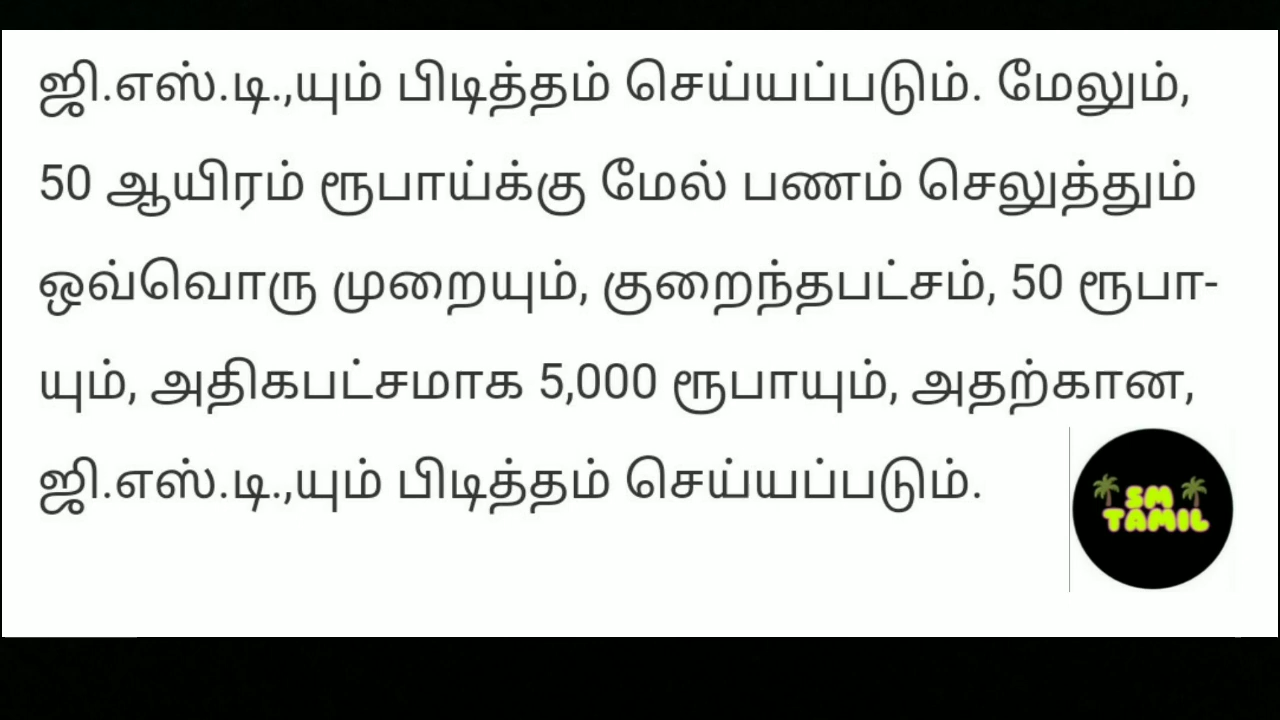 ஜி.எஸ்.டி.,யும் பிடித்தம் செய்யப்படும். மேலும்,
50 ஆயிரம் ரூபாய்க்கு மேல் பணம் செலுத்தும்
ஒவ்வொரு முறையும், குறைந்தபட்சம், 50 ரூபா-
யும், அதிகபட்சமாக 5,000 ரூபாயும், அதற்கான,
ஜி.எஸ்.டி.,யும் பிடித்தம் செய்யப்படும்.
SM
TAMIL